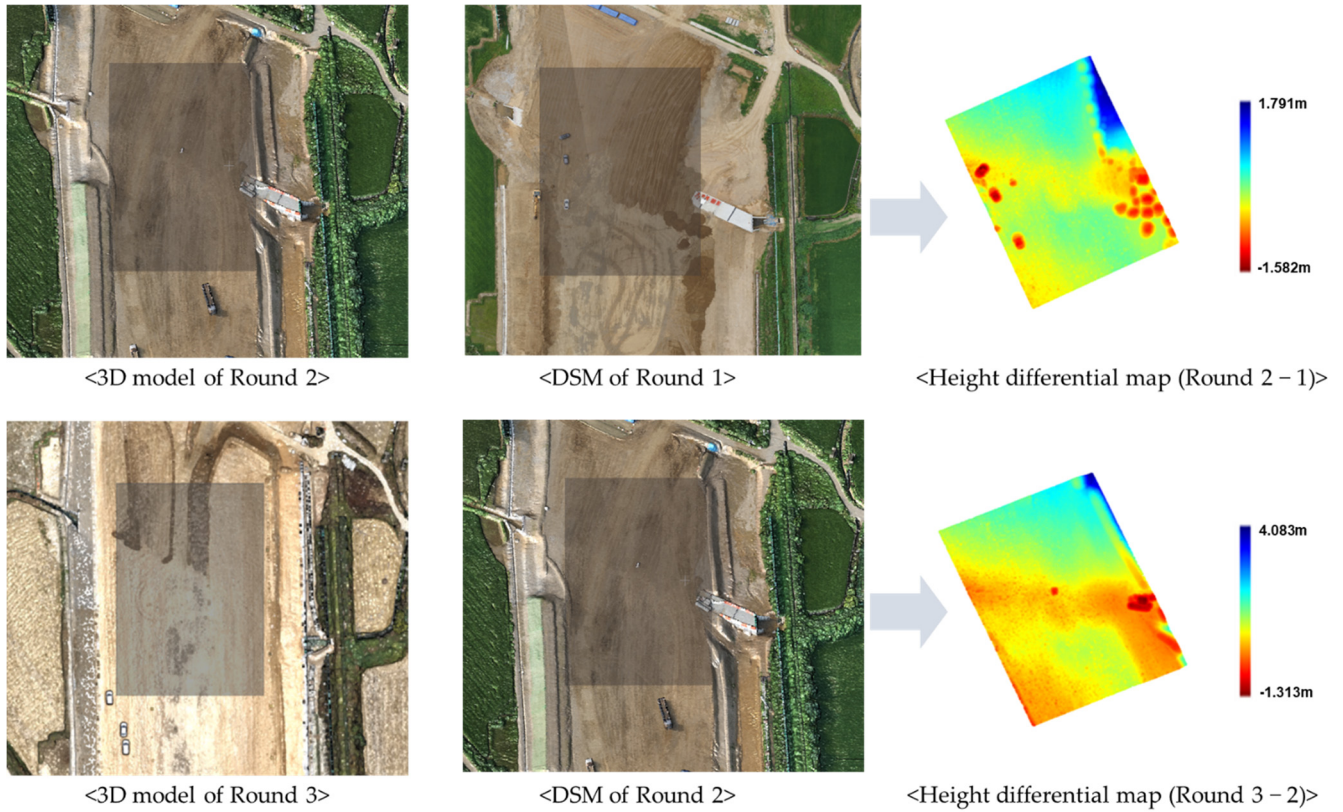 1.791m
-1.582m
<3D model of Round 2>
<DSM of Round 1>
<Height differential map (Round 2 − 1)>
4.083m
-1.313m
<3D model of Round 3>
<DSM of Round 2>
<Height differential map (Round 3 − 2)>